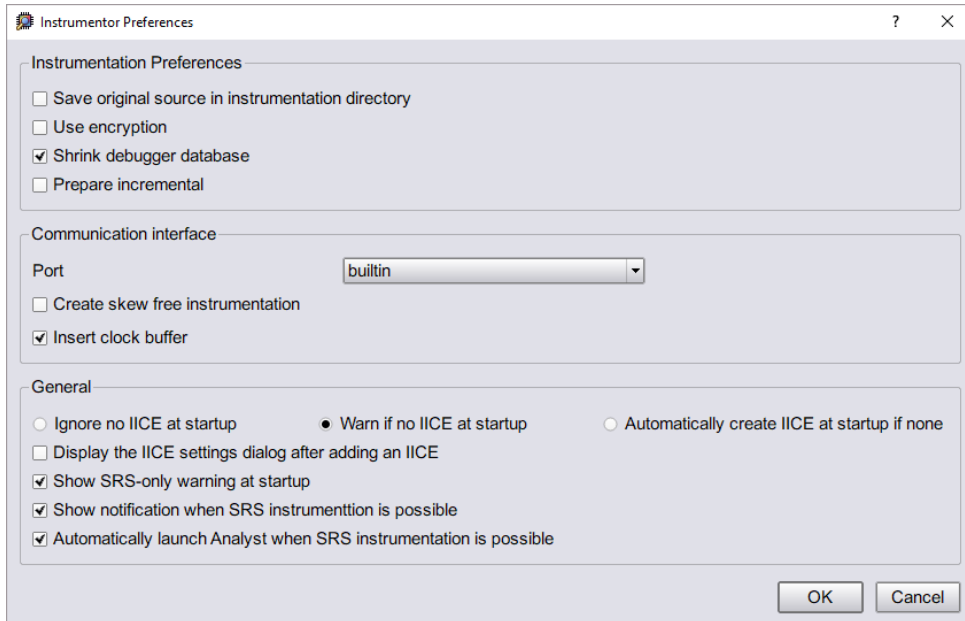 Instrumentor Preferences ? ×
Instrumentation Preferences
Save original source in instrumentation directory
Use encryption
Shrink debugger database
Prepare incremental
Communication interface
Port builtin
Create skew free instrumentation
Insert clock buffer
General
Ignore no IICE at startup Warn if no IICE at startup Automatically create IICE at startup if none
Display the IICE settings dialog after adding an IICE
Show SRS-only warning at startup
Show notification when SRS instrumenttion is possible
Automatically launch Analyst when SRS instrumentation is possible
OK Cancel